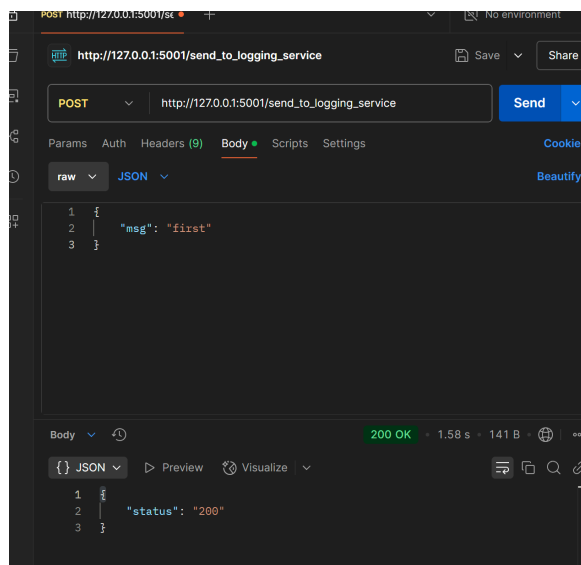 POST http://127.0.0.1:5001/se
No environment
HTTP http://127.0.0.1:5001/send_to_logging_service
Save
Share
POST
http://127.0.0.1:5001/send_to_logging_service
Send
Params Auth Headers (9) Body Scripts Settings
Cookie
raw JSON
Beautify
1 {
2 "msg": "first"
3 }
Body
200 OK • 1.58 s • 141 B
{} JSON Preview Visualize
1 {
2 "status": "200"
3 }